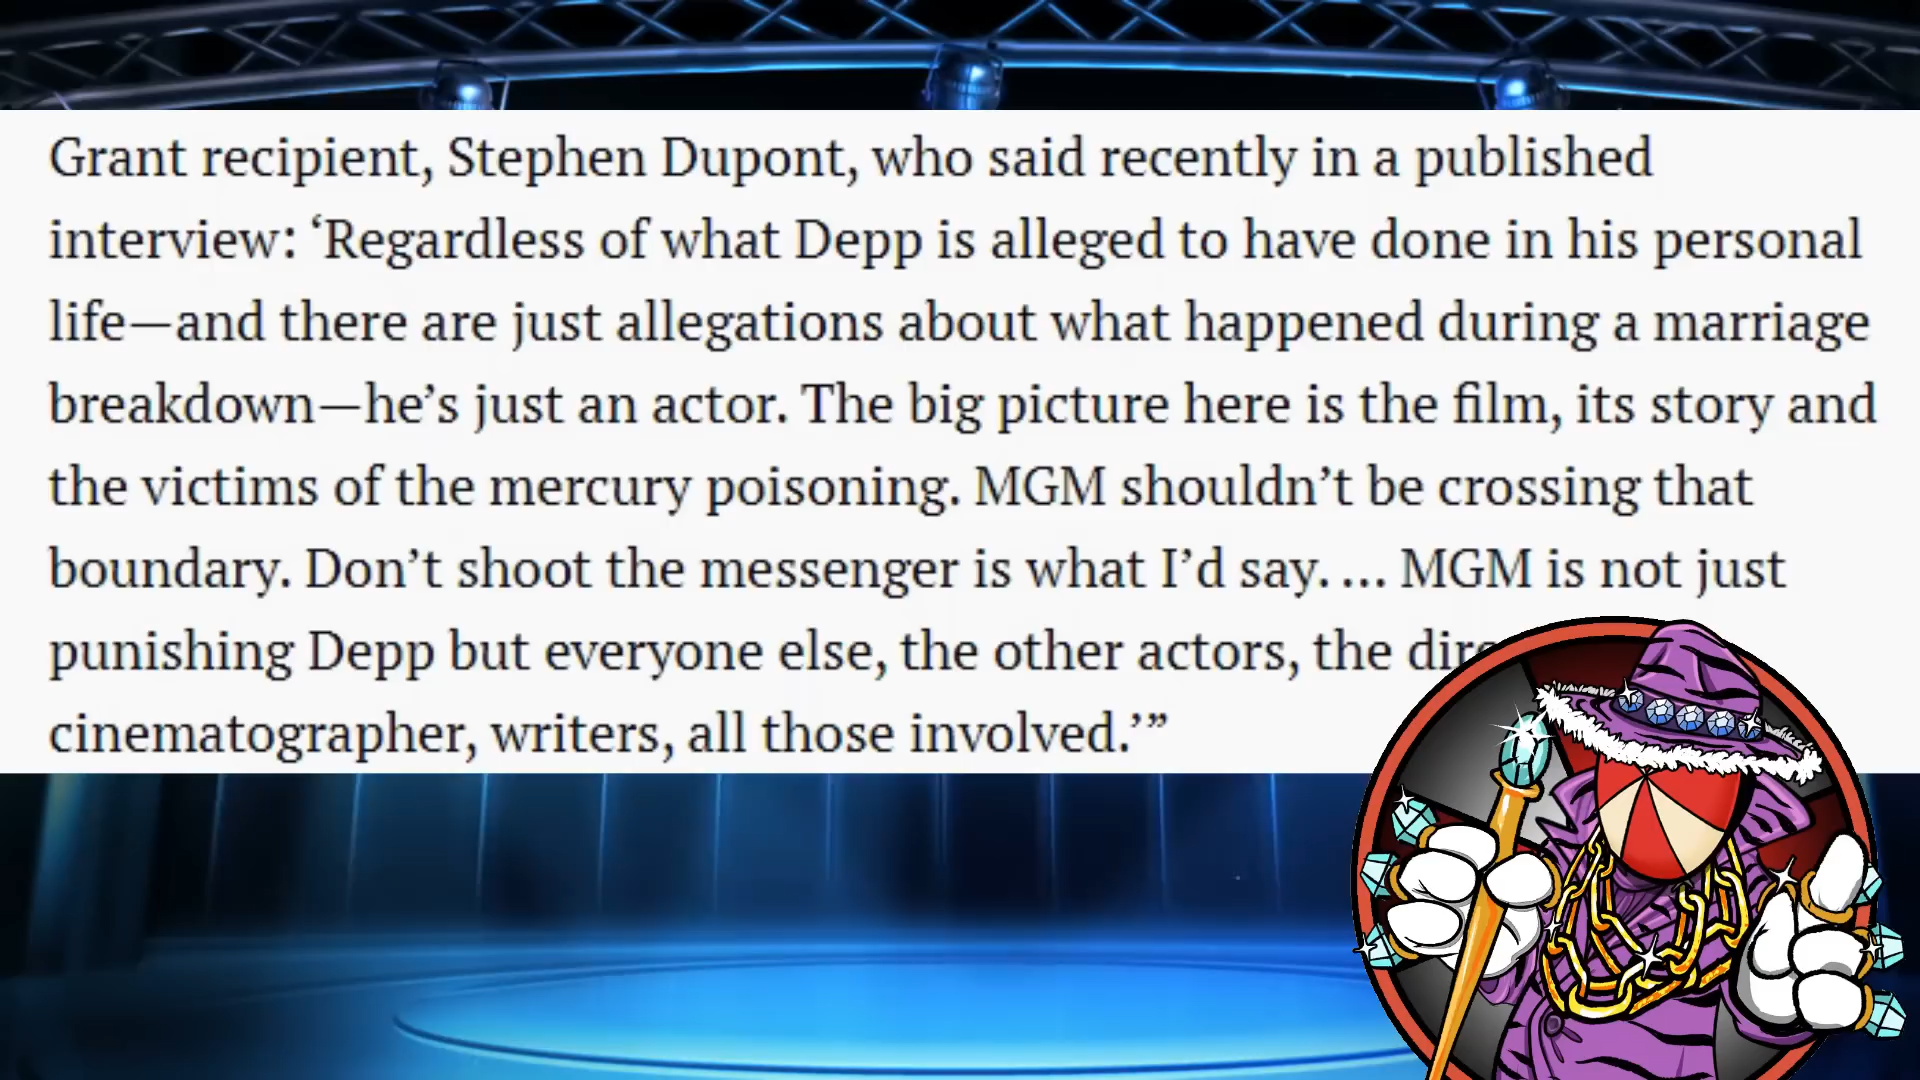 Grant recipient, Stephen Dupont, who said recently in a published
interview: ‘Regardless of what Depp is alleged to have done in his personal
life—and there are just allegations about what happened during a marriage
breakdown—he’s just an actor. The big picture here is the film, its story and
the victims of the mercury poisoning. MGM shouldn’t be crossing that
boundary. Don’t shoot the messenger is what I’d say. ... MGM is not just
punishing Depp but everyone else, the other actors, the
cinematographer, writers, all those involved.’”